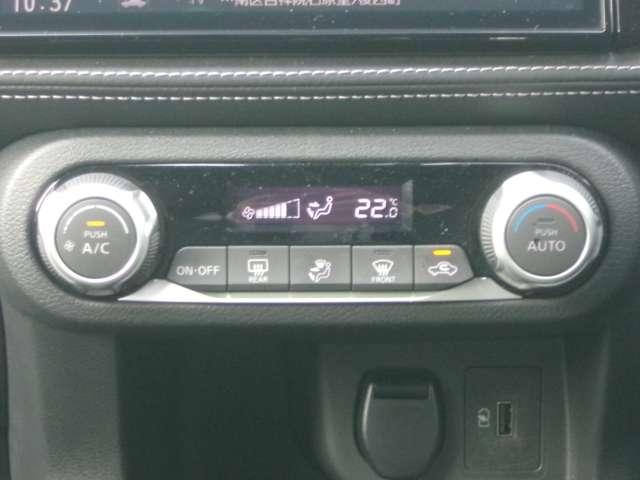 10:37
22.0
℃
PUSH
A/C
PUSH
AUTO
ON·OFF
REAR
FRONT